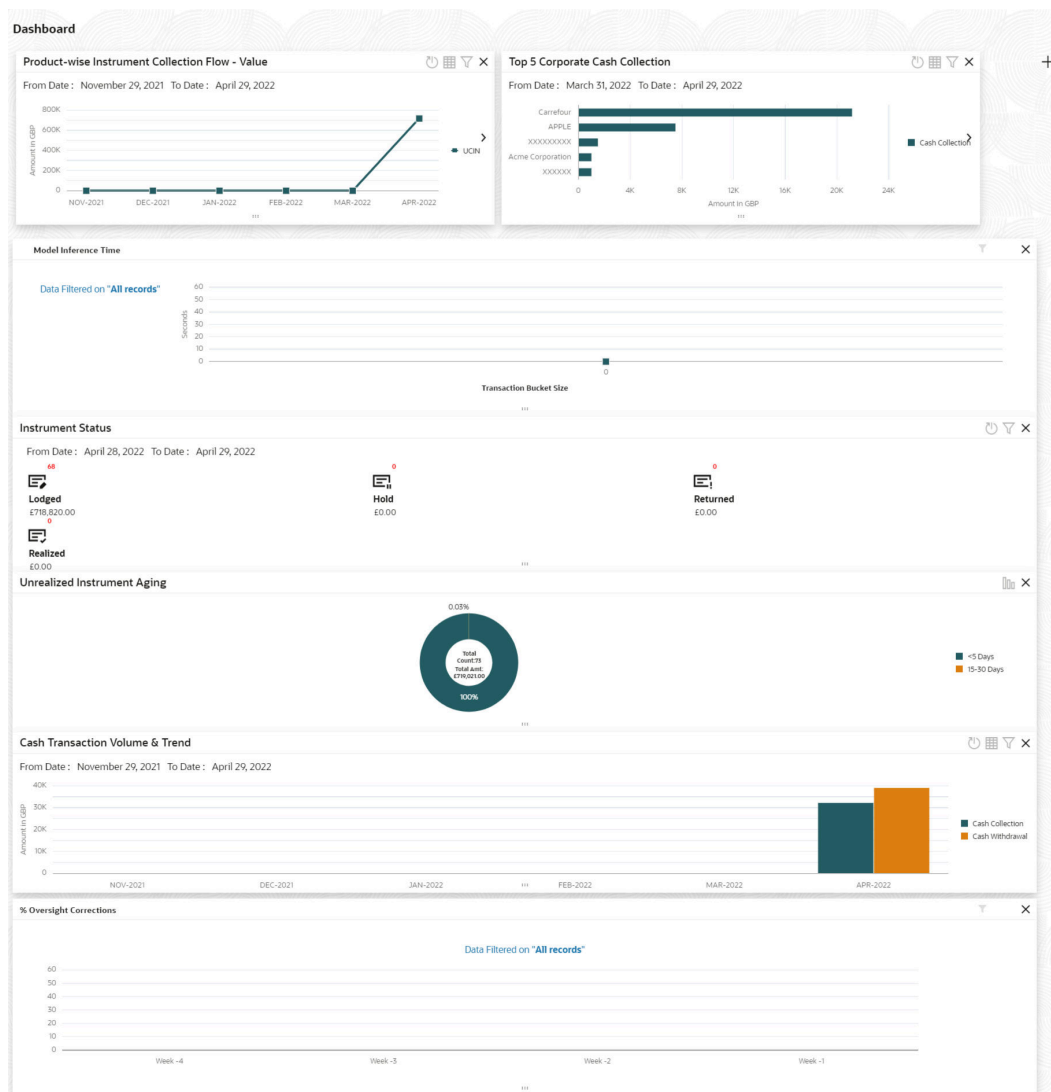 Dashboard
Product-wise Instrument Collection Flow - Value
From Date : November 29, 2021 To Date : April 29, 2022
800K
600K
400K
200K
0
Amount in GBP
NOV-2021 DEC-2021 JAN-2022 FEB-2022 MAR-2022 APR-2022
UCIN
Top 5 Corporate Cash Collection
From Date : March 31, 2022 To Date : April 29, 2022
Carrefour
APPLE
XXXXXXXXX
Acme Corporation
XXXXXX
0 4K 8K 12K 16K 20K 24K
Amount in GBP
Cash Collection
Model Inference Time
Data Filtered on "All records"
60
50
40
30
20
10
0
Seconds
0
Transaction Bucket Size
Instrument Status
From Date : April 28, 2022 To Date : April 29, 2022
68
Lodged
£718,820.00
0
Hold
£0.00
0
Returned
£0.00
0
Realized
£0.00
Unrealized Instrument Aging
0.03%
Total
Count:73
Total Amt:
£719,021.00
100%
<5 Days
15-30 Days
Cash Transaction Volume & Trend
From Date : November 29, 2021 To Date : April 29, 2022
40K
30K
20K
10K
0
Amount in GBP
NOV-2021 DEC-2021 JAN-2022 FEB-2022 MAR-2022 APR-2022
Cash Collection
Cash Withdrawal
% Oversight Corrections
Data Filtered on "All records"
60
50
40
30
20
10
0
Week -4 Week -3 Week -2 Week -1